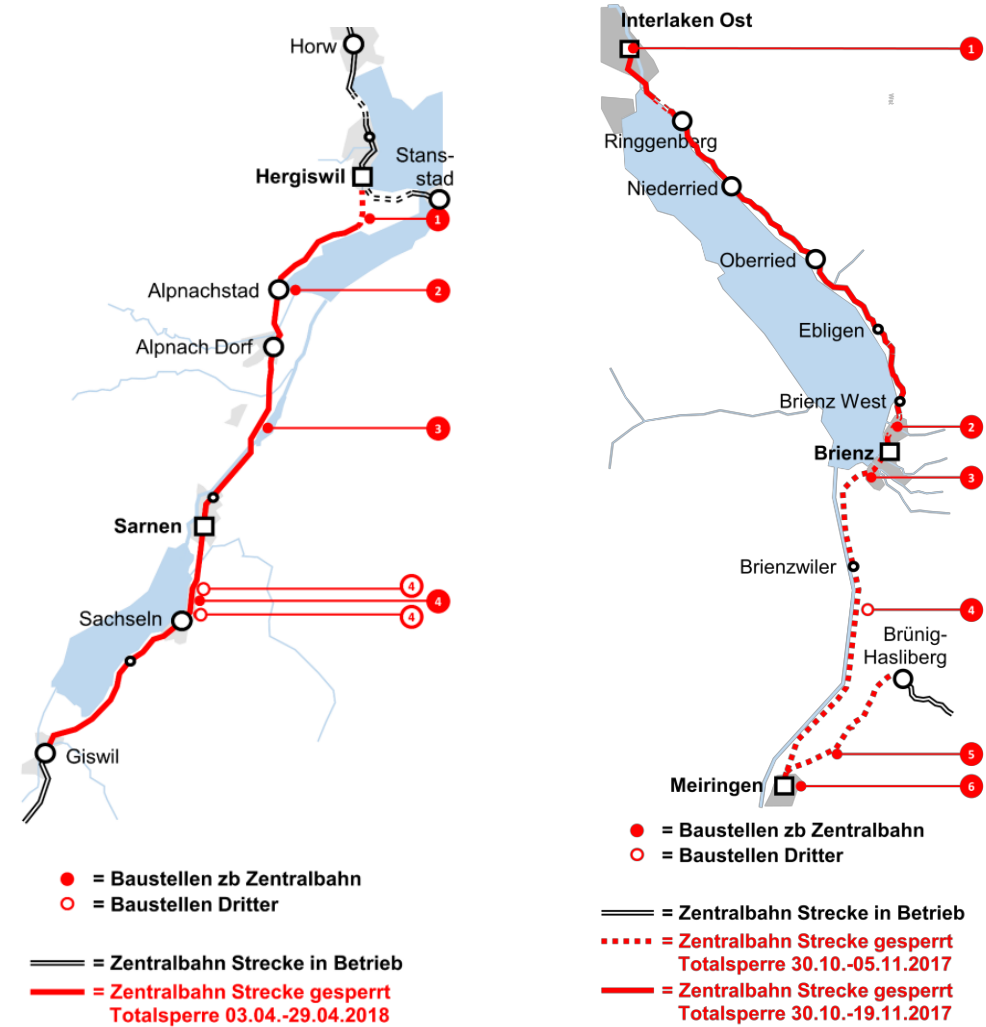 Horw
Stans-
stad
Hergiswil
1
Alpnachstad
2
Alpnach Dorf
3
Sarnen
4
4
4
Sachseln
Giswil
= Baustellen zb Zentralbahn
= Baustellen Dritter
= Zentralbahn Strecke in Betrieb
= Zentralbahn Strecke gesperrt
Totalsperre 03.04.-29.04.2018
Interlaken Ost
1
Ringgenberg
Niederried
Oberried
Ebligen
Brienz West
2
Brienz
3
Brienzwiler
4
Brünig-
Hasliberg
5
Meiringen
6
= Baustellen zb Zentralbahn
= Baustellen Dritter
= Zentralbahn Strecke in Betrieb
= Zentralbahn Strecke gesperrt
Totalsperre 30.10.-05.11.2017
= Zentralbahn Strecke gesperrt
Totalsperre 30.10.-19.11.2017